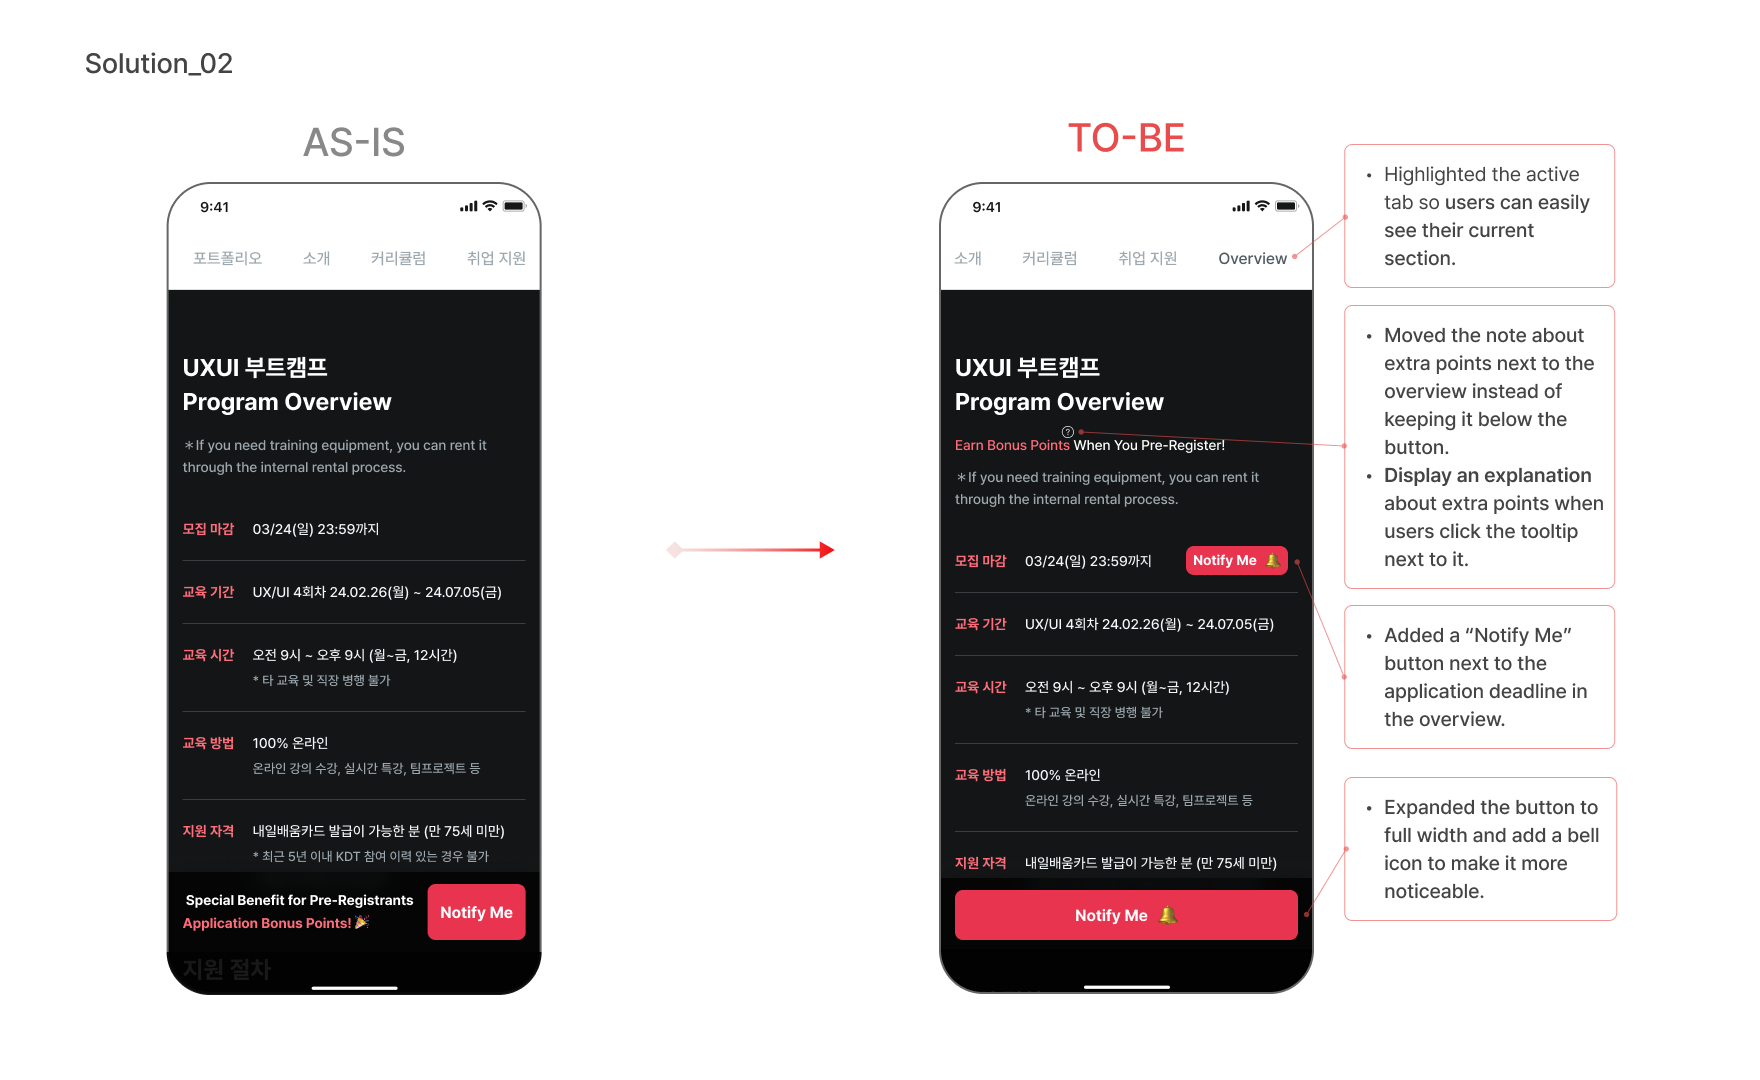 Solution_02
AS-IS
9:41
포트폴리오 소개 커리큘럼 취업 지원
UXUI 부트캠프
Program Overview
*If you need training equipment, you can rent it
through the internal rental process.
모집 마감 03/24(일) 23:59까지
교육 기간 UX/UI 4회차 24.02.26(월) ~ 24.07.05(금)
교육 시간 오전 9시 ~ 오후 9시 (월~금, 12시간)
* 타 교육 및 직장 병행 불가
교육 방법 100% 온라인
온라인 강의 수강, 실시간 특강, 팀프로젝트 등
지원 자격 내일배움카드 발급이 가능한 분 (만 75세 미만)
* 최근 5년 이내 KDT 참여 이력 있는 경우 불가
Special Benefit for Pre-Registrants
Application Bonus Points! 🎉
Notify Me
지원 절차
TO-BE
9:41
소개 커리큘럼 취업 지원 Overview
UXUI 부트캠프
Program Overview
?
Earn Bonus Points When You Pre-Register!
*If you need training equipment, you can rent it
through the internal rental process.
모집 마감 03/24(일) 23:59까지 Notify Me 🔔
교육 기간 UX/UI 4회차 24.02.26(월) ~ 24.07.05(금)
교육 시간 오전 9시 ~ 오후 9시 (월~금, 12시간)
* 타 교육 및 직장 병행 불가
교육 방법 100% 온라인
온라인 강의 수강, 실시간 특강, 팀프로젝트 등
지원 자격 내일배움카드 발급이 가능한 분 (만 75세 미만)
Notify Me 🔔
• Highlighted the active
tab so users can easily
see their current
section.
• Moved the note about
extra points next to the
overview instead of
keeping it below the
button.
• Display an explanation
about extra points when
users click the tooltip
next to it.
• Added a “Notify Me”
button next to the
application deadline in
the overview.
• Expanded the button to
full width and add a bell
icon to make it more
noticeable.